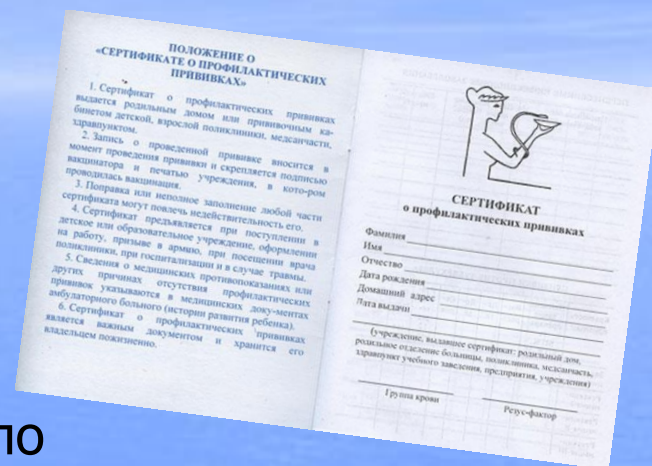 ПОЛОЖЕНИЕ О
«СЕРТИФИКАТЕ О ПРОФИЛАКТИЧЕСКИХ
ПРИВИВКАХ»
1. Сертификат о профилактических прививках
выдается родильным домом или прививочным ка-
бинетом детской, взрослой поликлиники, медсанчасти,
здравпунктом.
2. Запись о проведенной прививке вносится в
момент проведения прививки и скрепляется подписью
вакцинатора и печатью учреждения, в кото-ром
проводилась вакцинация.
3. Поправка или неполное заполнение любой части
сертификата могут повлечь недействительность его.
4. Сертификат предъявляется при поступлении в
детское или образовательное учреждение, оформлении
на работу, призыве в армию, при посещении врача
поликлиники, при госпитализации и в случае травмы.
5. Сведения о медицинских противопоказаниях или
других причинах отсутствия профилактических
прививок указываются в медицинских доку-ментах
амбулаторного больного (истории развития ребенка).
6. Сертификат о профилактических прививках
является важным документом и хранится его
владельцем пожизненно.
СЕРТИФИКАТ
о профилактических прививках
Фамилия
Имя
Отчество
Дата рождения
Домашний адрес
Дата выдачи
(учреждение, выдавшее сертификат: родильный дом,
родильное отделение больницы, поликлиника, медсанчасть,
здравпункт учебного заведения, предприятия, учреждения)
Группа крови
Резус-фактор
ло